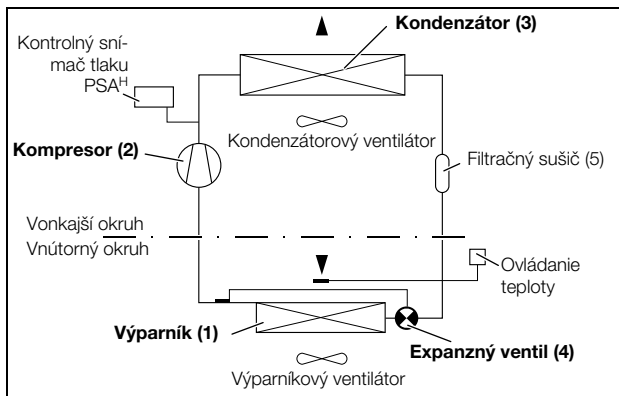 Kondenzátor (3)
Kontrolný sní-
mač tlaku
PSAᴴ
Kondenzátorový ventilátor
Kompresor (2)
Filtračný sušič (5)
Vonkajší okruh
Vnútorný okruh
Ovládanie
teploty
Výparník (1)
Expanzný ventil (4)
Výparníkový ventilátor